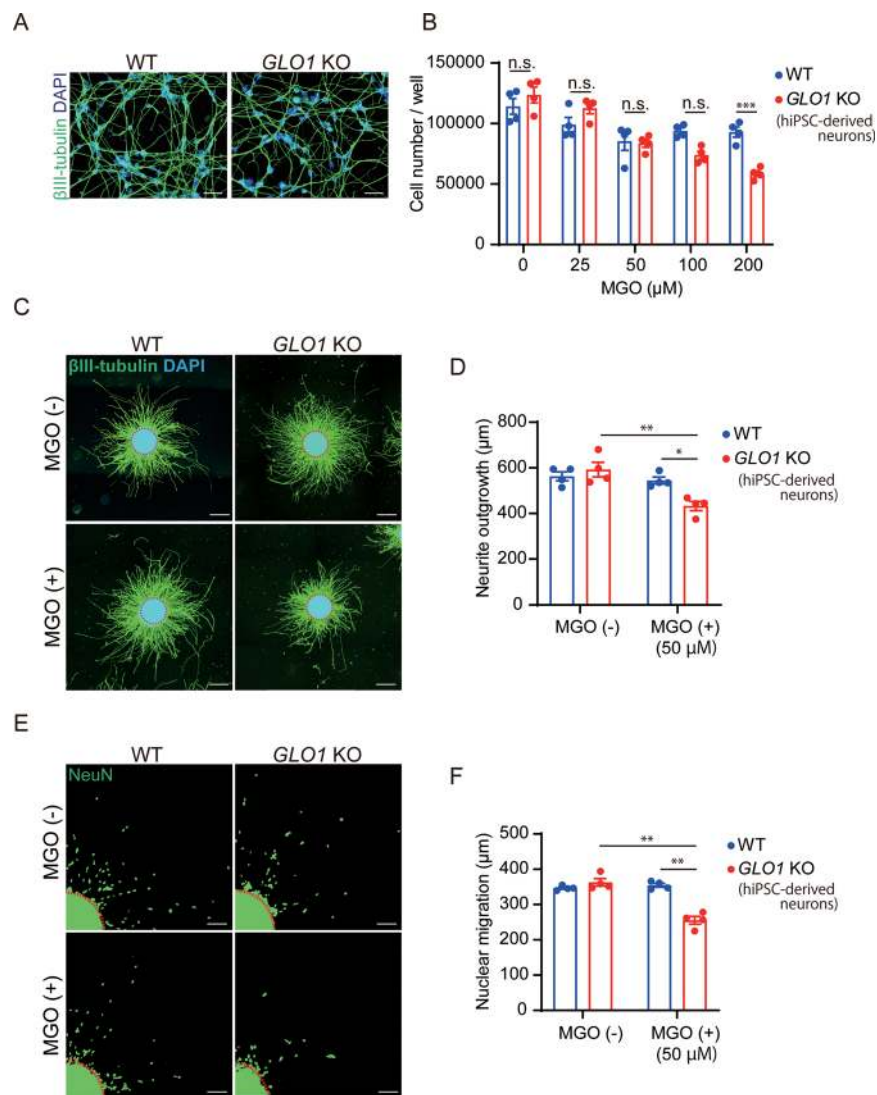 A
WT
GLO1 KO
βIII-tubulin DAPI
B
Cell number / well
150000
100000
50000
0
n.s.
n.s.
n.s.
n.s.
***
0
25
50
100
200
MGO (μM)
WT
GLO1 KO
(hiPSC-derived
neurons)
C
WT
GLO1 KO
βIII-tubulin DAPI
MGO (-)
MGO (+)
D
Neurite outgrowth (μm)
800
600
400
200
0
**
*
MGO (-)
MGO (+)
(50 μM)
WT
GLO1 KO
(hiPSC-derived
neurons)
E
WT
GLO1 KO
NeuN
MGO (-)
MGO (+)
F
Nuclear migration (μm)
500
400
300
200
100
0
**
**
MGO (-)
MGO (+)
(50 μM)
WT
GLO1 KO
(hiPSC-derived
neurons)